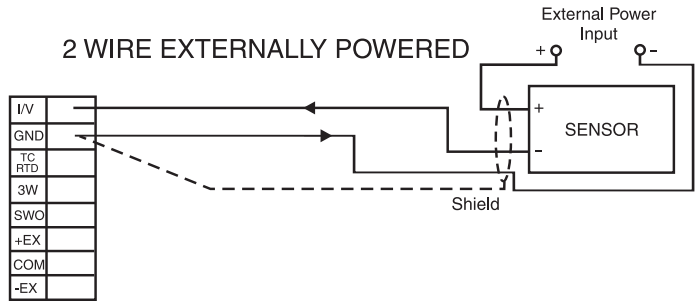 External Power
Input
2 WIRE EXTERNALLY POWERED
+ -
I/V
GND
TC
RTD
3W
SWO
+EX
COM
-EX
+
SENSOR
-
Shield